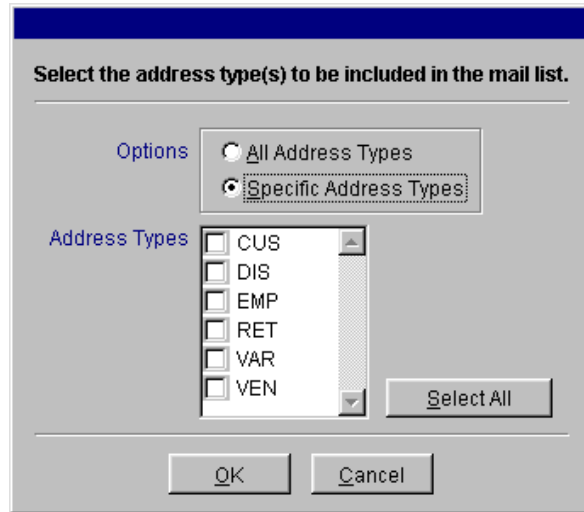 Select the address type(s) to be included in the mail list.
Options
All Address Types
Specific Address Types
Address Types
CUS
DIS
EMP
RET
VAR
VEN
Select All
OK
Cancel